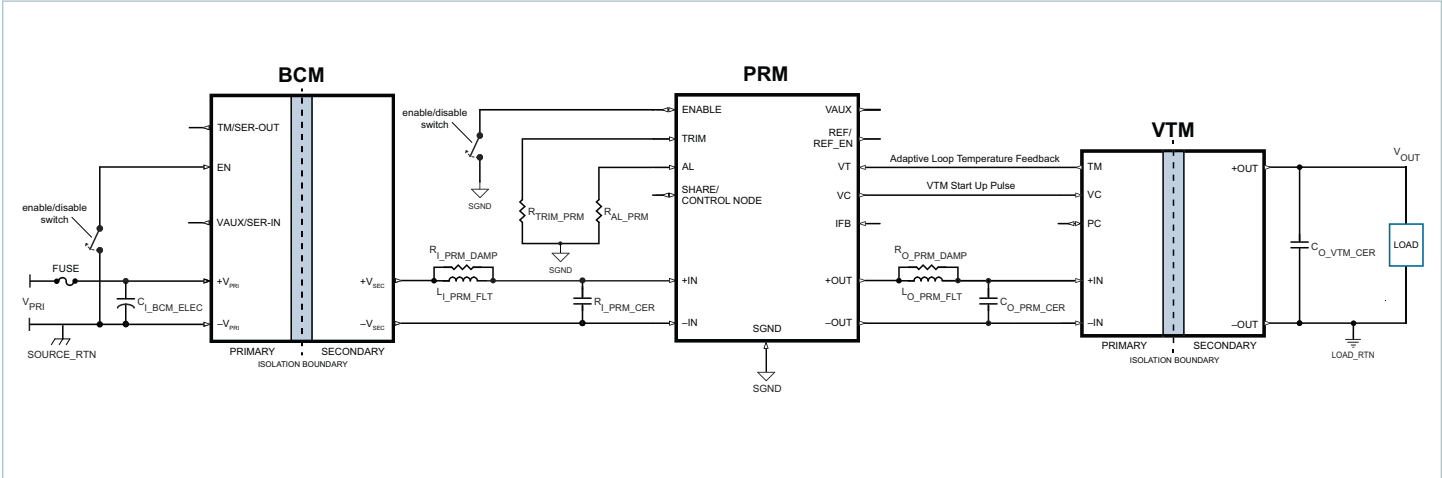 BCM
TM/SER-OUT
EN
VAUX/SER-IN
+V_PRI
–V_PRI
+V_SEC
–V_SEC
PRIMARY
SECONDARY
ISOLATION BOUNDARY
enable/disable
switch
FUSE
V_PRI
C_I_BCM_ELEC
SOURCE_RTN
R_I_PRM_DAMP
L_I_PRM_FLT
R_I_PRM_CER
enable/disable
switch
SGND
R_TRIM_PRM
R_AL_PRM
SGND
PRM
ENABLE
TRIM
AL
SHARE/
CONTROL NODE
+IN
–IN
VAUX
REF/
REF_EN
VT
VC
IFB
+OUT
–OUT
SGND
SGND
Adaptive Loop Temperature Feedback
VTM Start Up Pulse
R_O_PRM_DAMP
L_O_PRM_FLT
C_O_PRM_CER
VTM
TM
VC
PC
+IN
–IN
+OUT
–OUT
PRIMARY
SECONDARY
ISOLATION BOUNDARY
V_OUT
C_O_VTM_CER
LOAD
LOAD_RTN